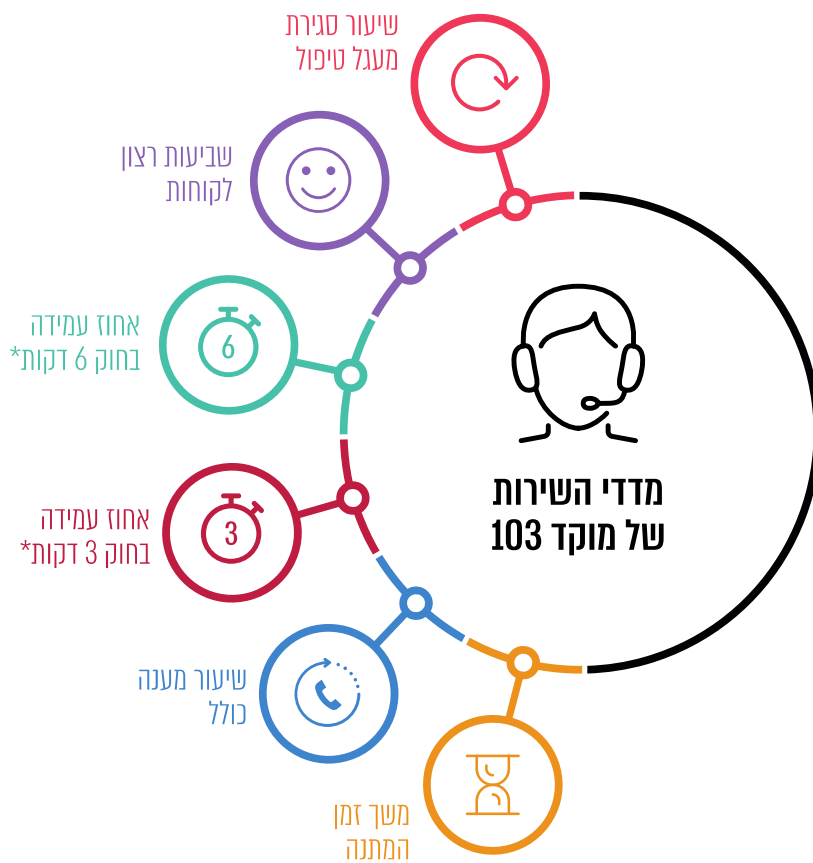 שיעור סגירת
מעגל טיפול
שביעות רצון
לקוחות
אחוז עמידה
בחוק 6 דקות*
6
אחוז עמידה
בחוק 3 דקות*
3
שיעור מענה
כולל
משך זמן
המתנה
מדדי השירות
של מוקד 103